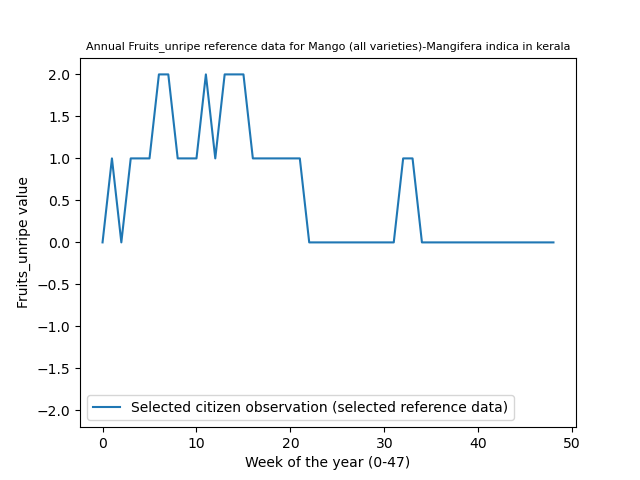 Annual Fruits_unripe reference data for Mango (all varieties)-Mangifera indica in kerala
2.0
1.5
1.0
0.5
0.0
−0.5
−1.0
−1.5
−2.0
Fruits_unripe value
Selected citizen observation (selected reference data)
0 10 20 30 40 50
Week of the year (0-47)